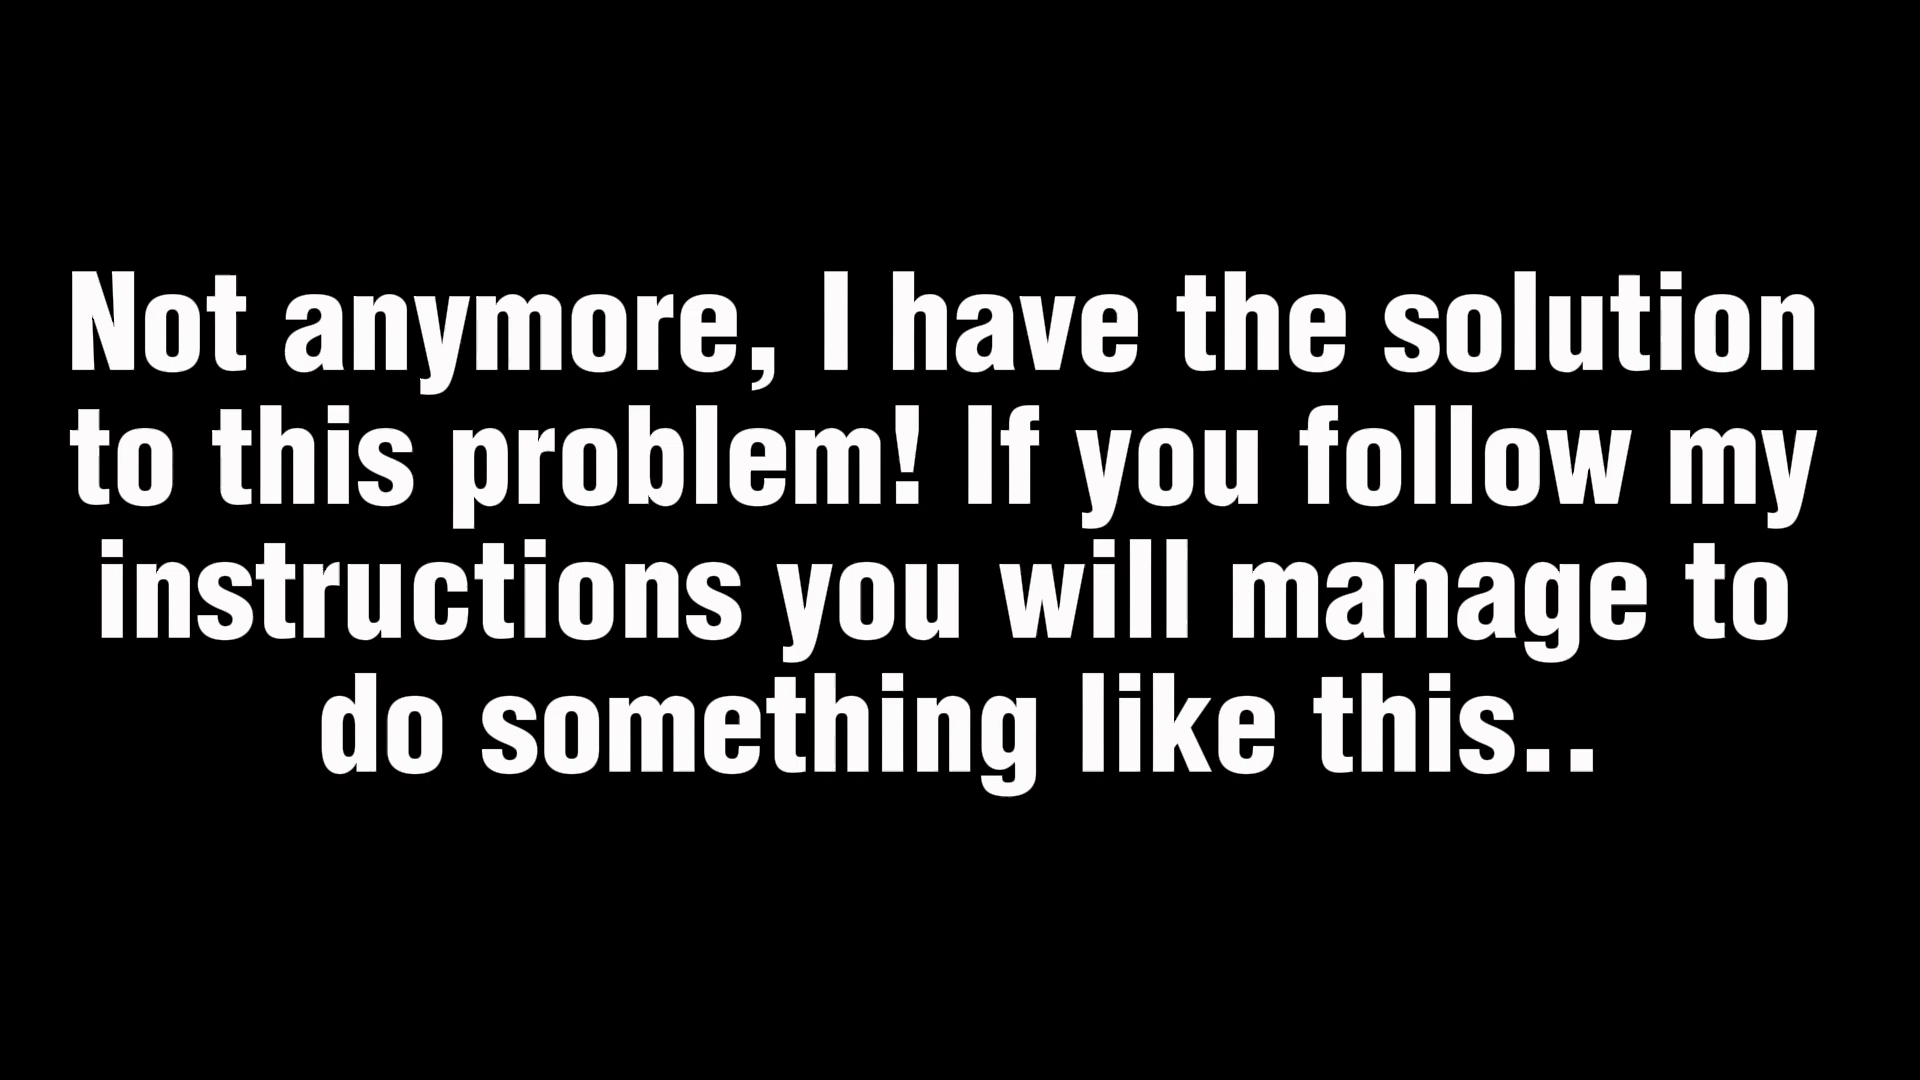 Not anymore, I have the solution
to this problem! If you follow my
instructions you will manage to
do something like this..